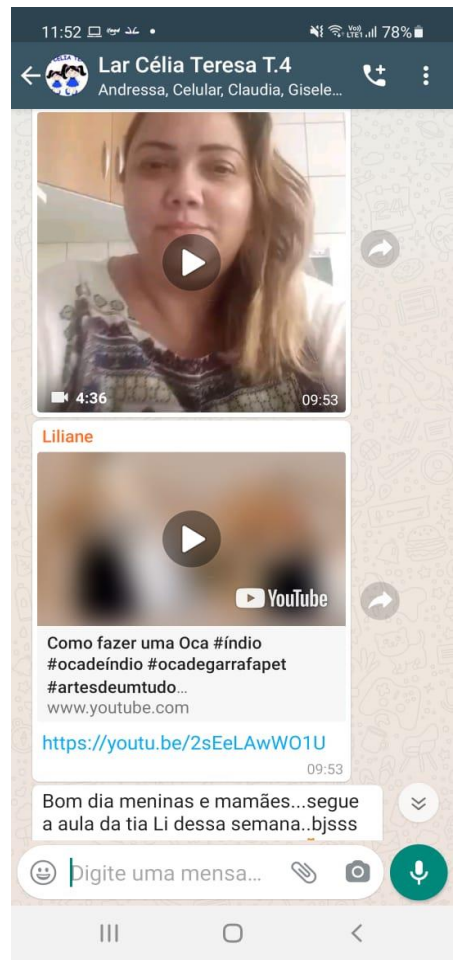 11:52
78%
Lar Célia Teresa T.4
Andressa, Celular, Claudia, Gisele...
4:36
09:53
Liliane
YouTube
Como fazer uma Oca #índio
#ocadeíndio #ocadegarrafapet
#artesdeumtudo...
www.youtube.com
https://youtu.be/2sEeLAwWO1U
09:53
Bom dia meninas e mamães...segue
a aula da tia Li dessa semana..bjsss
Digite uma mensa...